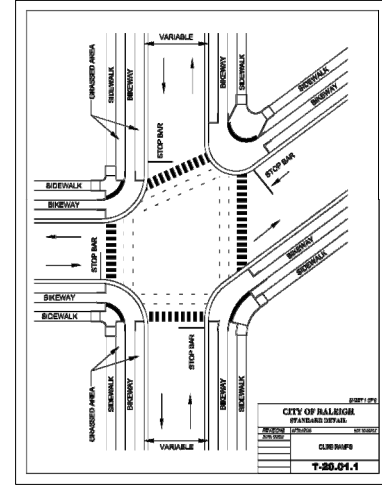 VARIABLE
GRASSED AREA
SIDEWALK
BIKEWAY
BIKEWAY
SIDEWALK
SIDEWALK
BIKEWAY
STOP BAR
STOP BAR
SIDEWALK
BIKEWAY
STOP BAR
BIKEWAY
SIDEWALK
BIKEWAY
SIDEWALK
STOP BAR
GRASSED AREA
SIDEWALK
BIKEWAY
BIKEWAY
SIDEWALK
VARIABLE
CITY OF RALEIGH
STANDARD DETAIL
REVISIONS
CURB RAMPS
T-20.01.1